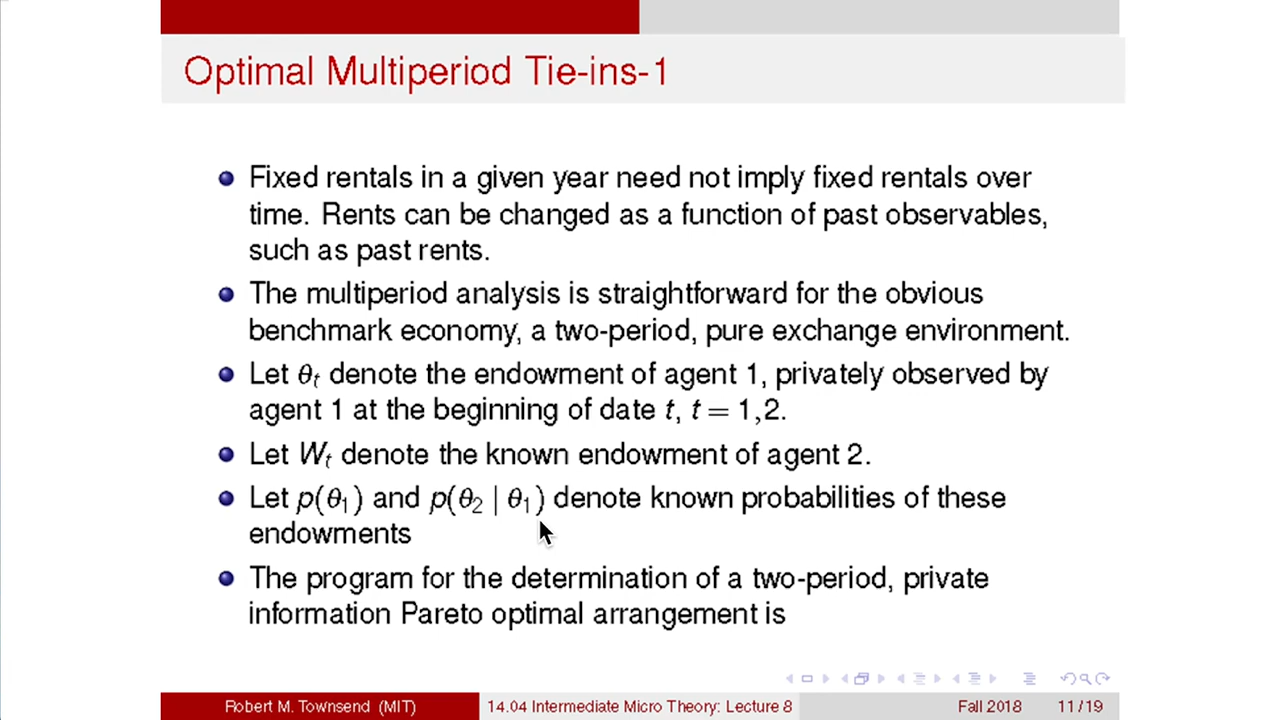 Optimal Multiperiod Tie-ins-1
Fixed rentals in a given year need not imply fixed rentals over
time. Rents can be changed as a function of past observables,
such as past rents.
The multiperiod analysis is straightforward for the obvious
benchmark economy, a two-period, pure exchange environment.
Let θₜ denote the endowment of agent 1, privately observed by
agent 1 at the beginning of date t, t = 1,2.
Let Wₜ denote the known endowment of agent 2.
Let p(θ₁) and p(θ₂ | θ₁) denote known probabilities of these
endowments
The program for the determination of a two-period, private
information Pareto optimal arrangement is
Robert M. Townsend (MIT) 14.04 Intermediate Micro Theory: Lecture 8 Fall 2018 11/19